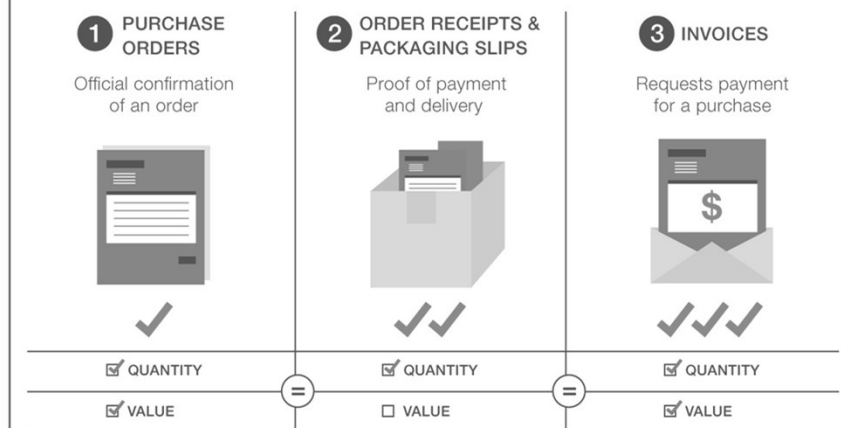 1 PURCHASE
ORDERS
Official confirmation
of an order
2 ORDER RECEIPTS &
PACKAGING SLIPS
Proof of payment
and delivery
3 INVOICES
Requests payment
for a purchase
$
QUANTITY
QUANTITY
QUANTITY
= =
VALUE
VALUE
VALUE